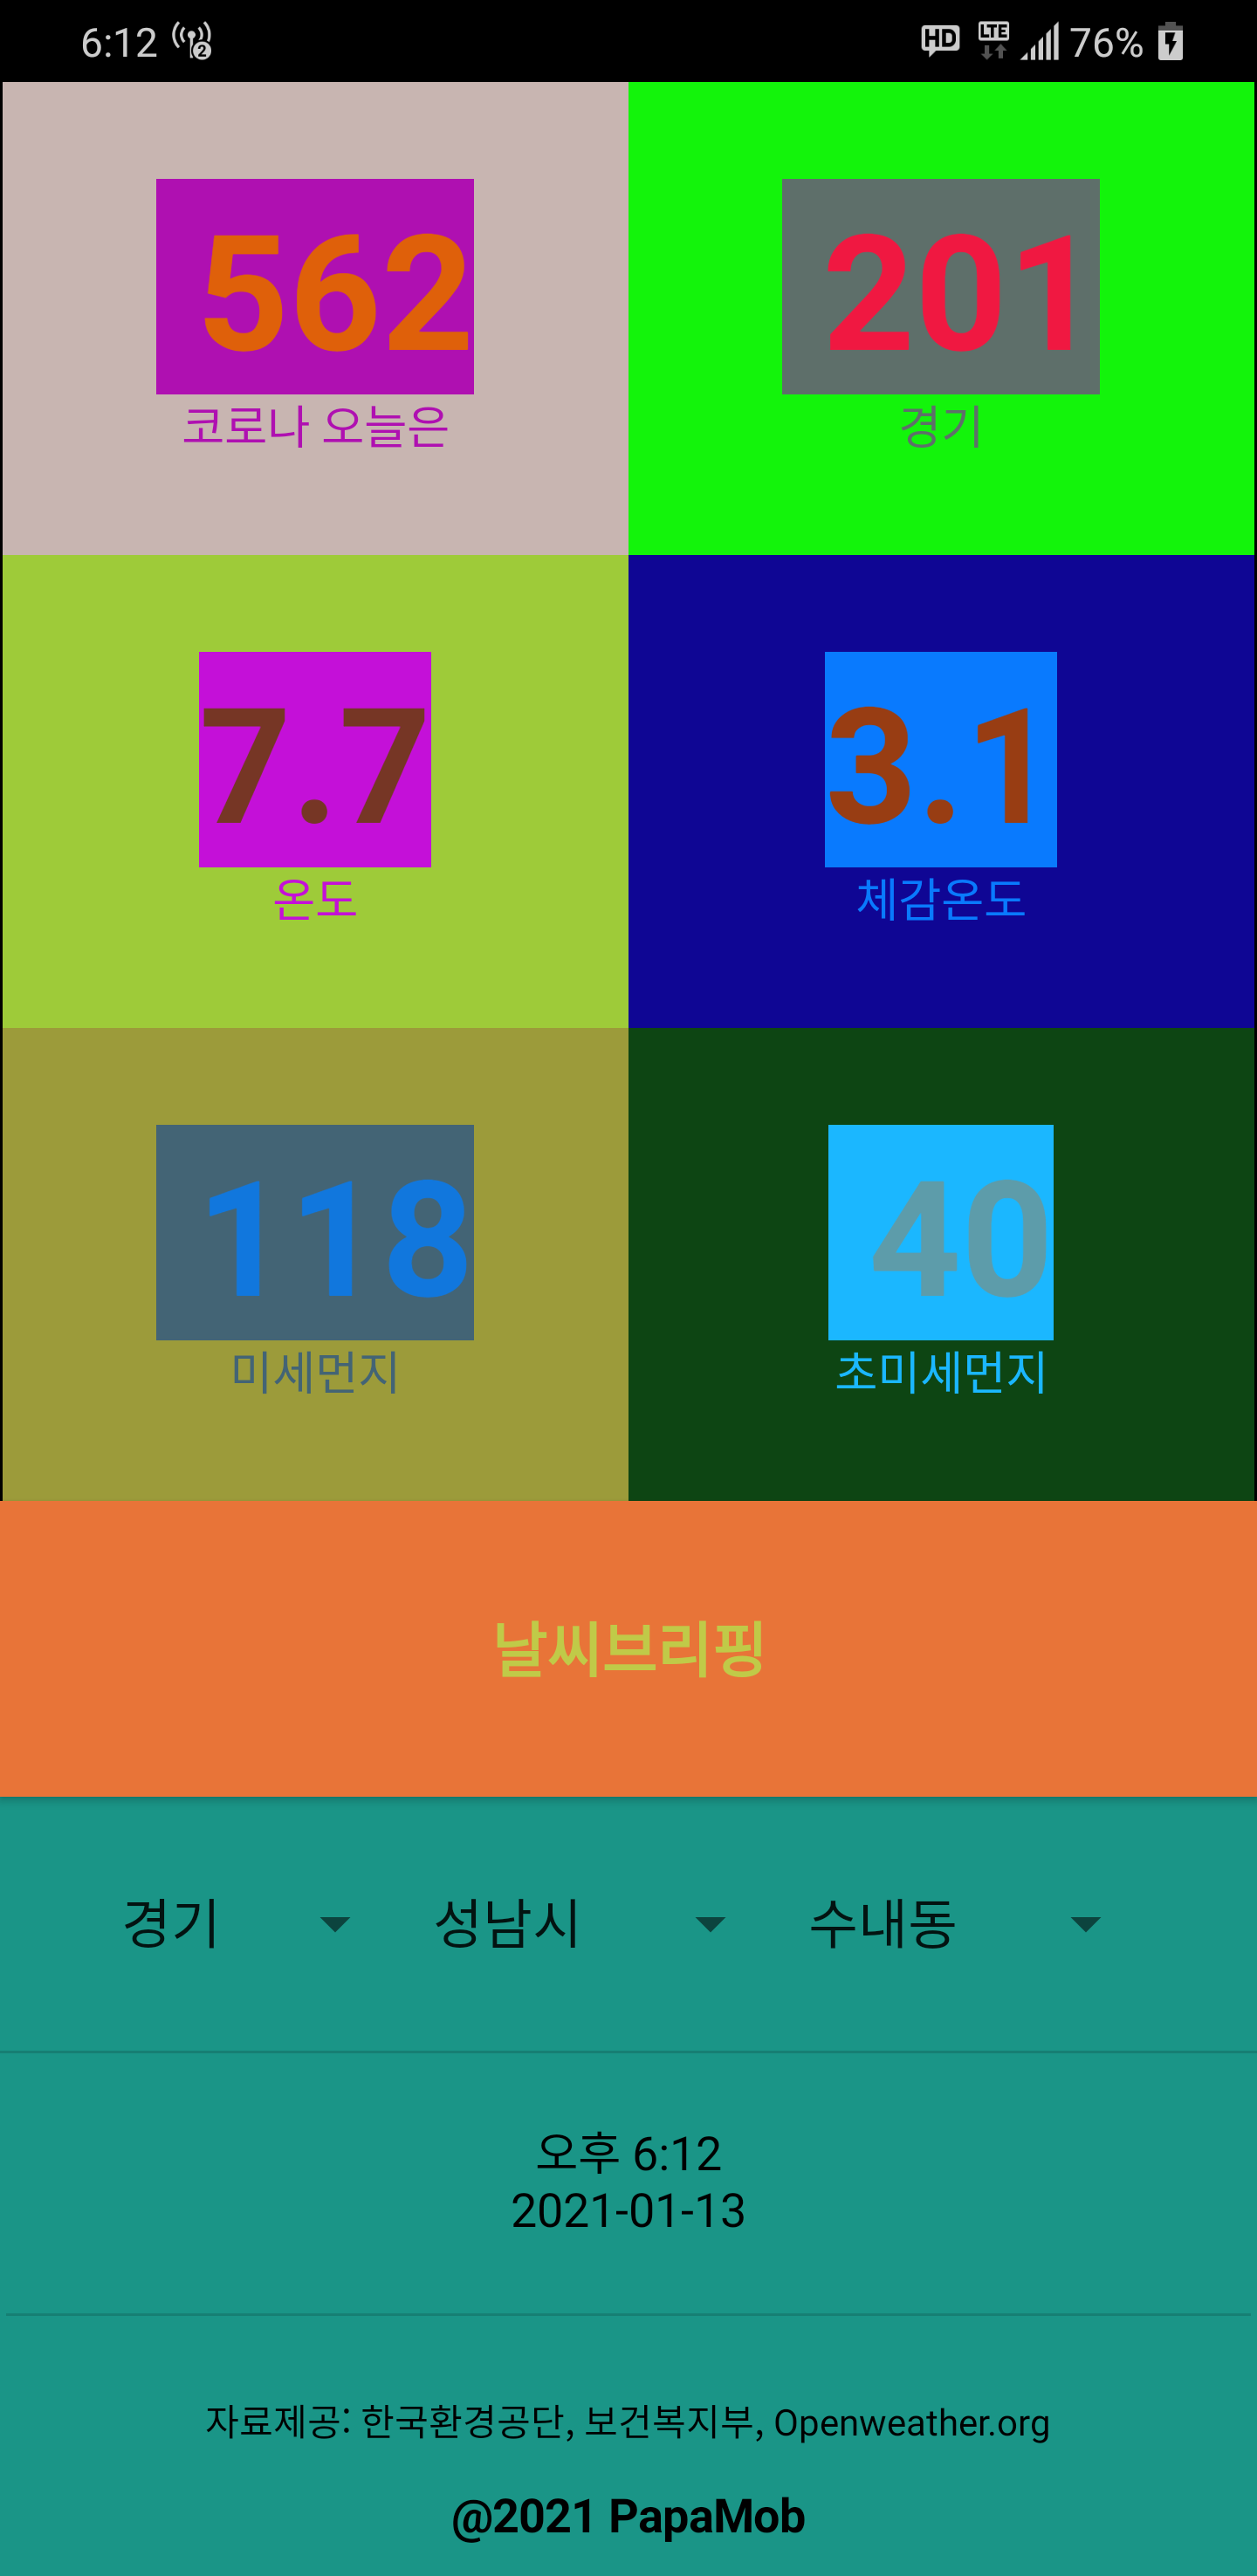 6:12 2 HD LTE 76%
562 201
코로나 오늘은 경기
7.7 3.1
온도 체감온도
118 40
미세먼지 초미세먼지
날씨브리핑
경기 성남시 수내동
오후 6:12
2021-01-13
자료제공: 한국환경공단, 보건복지부, Openweather.org
@2021 PapaMob